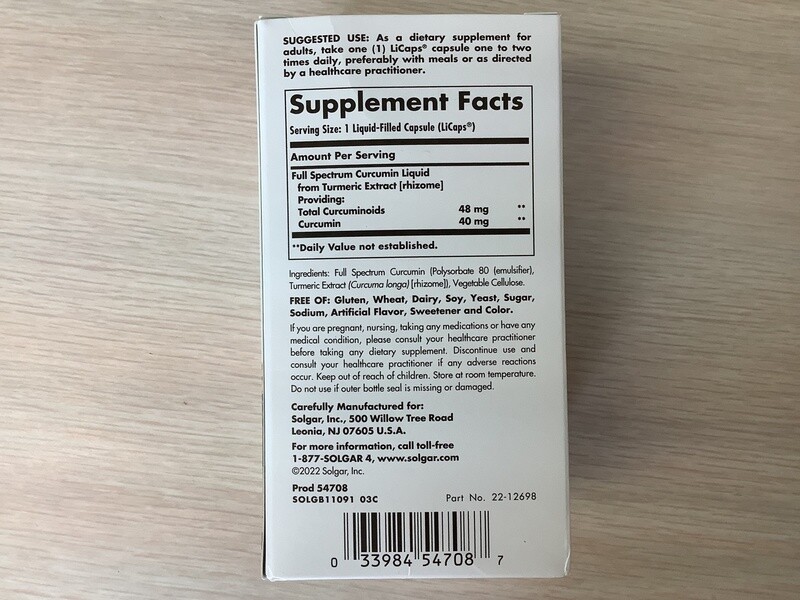 SUGGESTED USE: As a dietary supplement for
adults, take one (1) LiCaps® capsule one to two
times daily, preferably with meals or as directed
by a healthcare practitioner.
Supplement Facts
Serving Size: 1 Liquid-Filled Capsule (LiCaps®)
Amount Per Serving
Full Spectrum Curcumin Liquid
from Turmeric Extract [rhizome]
Providing:
Total Curcuminoids 48 mg **
Curcumin 40 mg **
**Daily Value not established.
Ingredients: Full Spectrum Curcumin (Polysorbate 80 (emulsifier),
Turmeric Extract (Curcuma longa) [rhizome]), Vegetable Cellulose.
FREE OF: Gluten, Wheat, Dairy, Soy, Yeast, Sugar,
Sodium, Artificial Flavor, Sweetener and Color.
If you are pregnant, nursing, taking any medications or have any
medical condition, please consult your healthcare practitioner
before taking any dietary supplement. Discontinue use and
consult your healthcare practitioner if any adverse reactions
occur. Keep out of reach of children. Store at room temperature.
Do not use if outer bottle seal is missing or damaged.
Carefully Manufactured for:
Solgar, Inc., 500 Willow Tree Road
Leonia, NJ 07605 U.S.A.
For more information, call toll-free
1-877-SOLGAR 4, www.solgar.com
©2022 Solgar, Inc.
Prod 54708
SOLGB11091 03C Part No. 22-12698
0 33984 54708 7